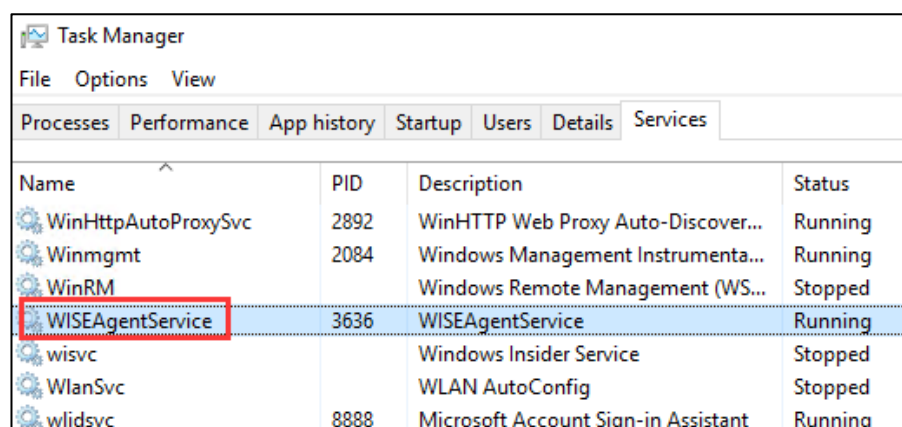 Task Manager
File Options View
Processes Performance App history Startup Users Details Services
Name PID Description Status
WinHttpAutoProxySvc 2892 WinHTTP Web Proxy Auto-Discover... Running
Winmgmt 2084 Windows Management Instrumenta... Running
WinRM Windows Remote Management (WS... Stopped
WISEAgentService 3636 WISEAgentService Running
wisvc Windows Insider Service Stopped
WlanSvc WLAN AutoConfig Stopped
wlidsvc 8888 Microsoft Account Sign-in Assistant Running